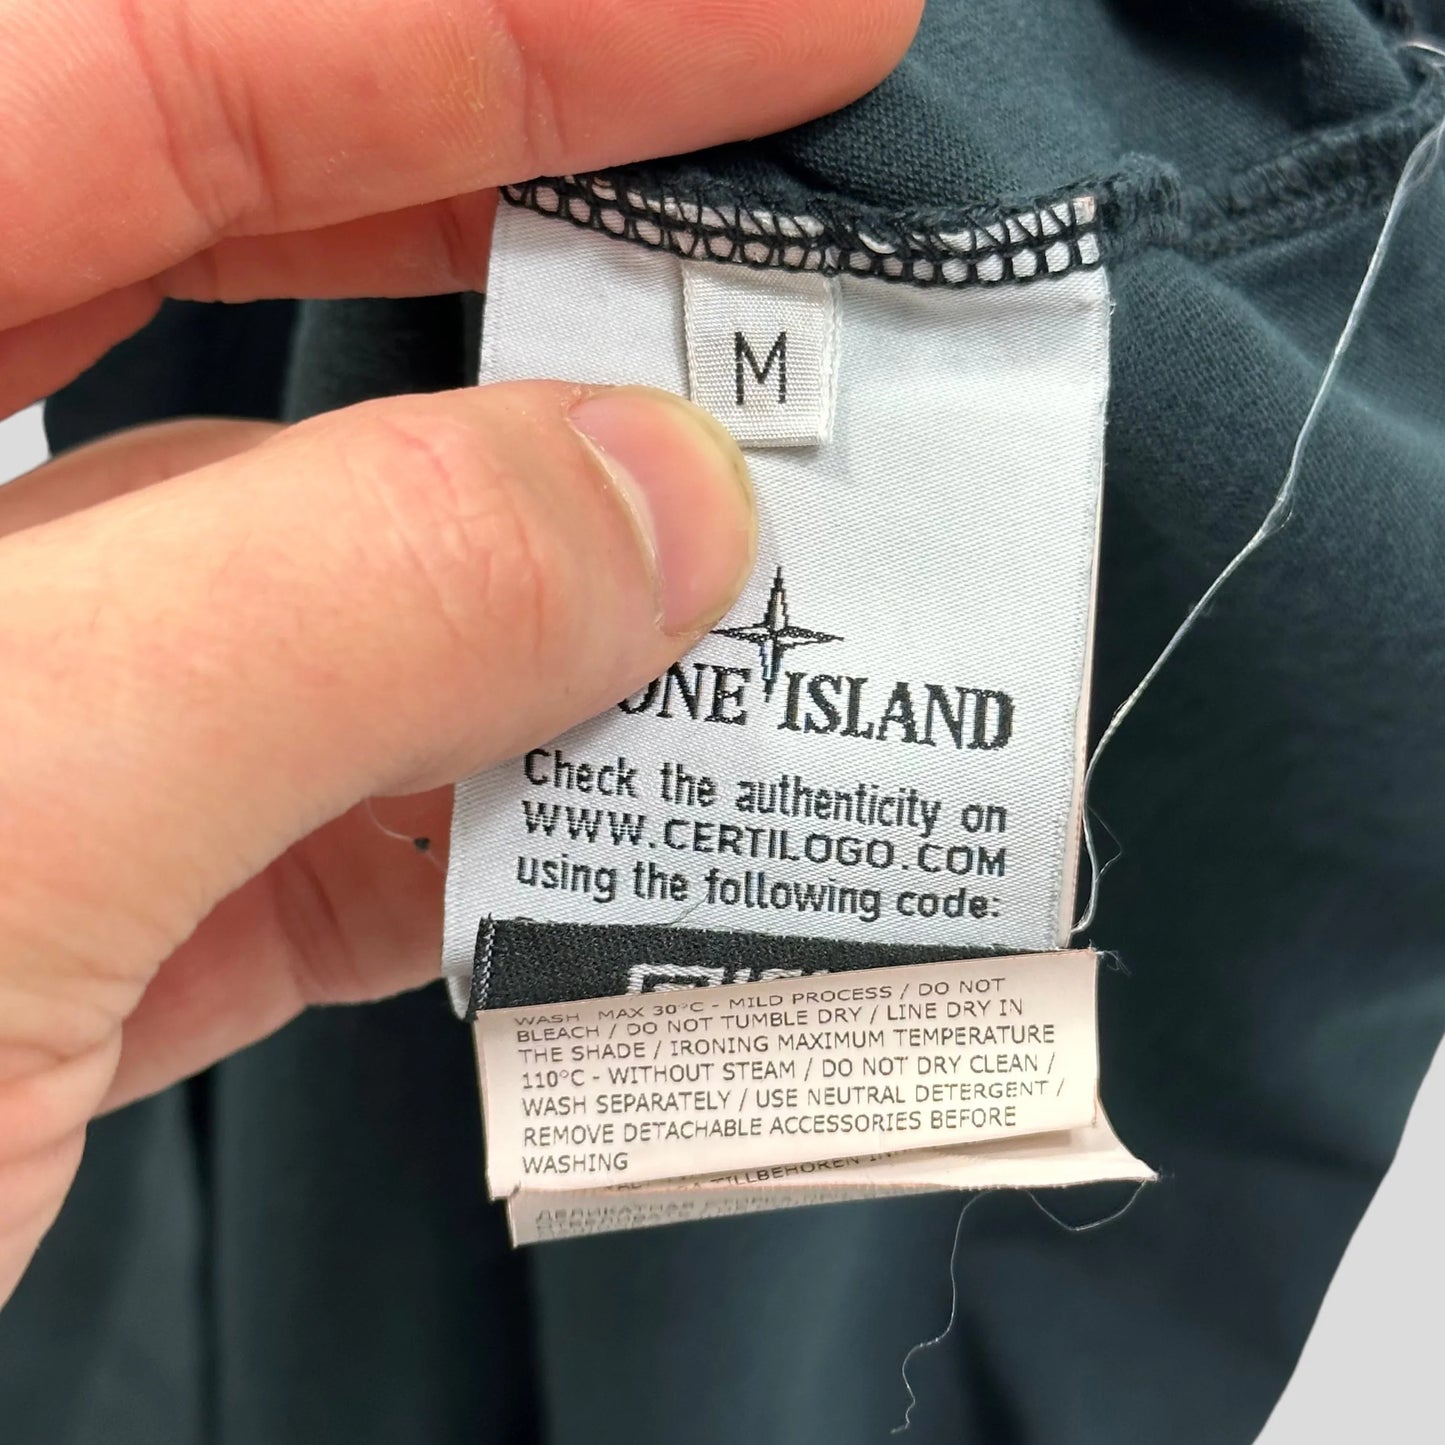 M
ONE ISLAND
Check the authenticity on
WWW.CERTILOGO.COM
using the following code:
WASH MAX 30°C - MILD PROCESS / DO NOT
BLEACH / DO NOT TUMBLE DRY / LINE DRY IN
THE SHADE / IRONING MAXIMUM TEMPERATURE
110°C - WITHOUT STEAM / DO NOT DRY CLEAN /
WASH SEPARATELY / USE NEUTRAL DETERGENT /
REMOVE DETACHABLE ACCESSORIES BEFORE
WASHING
TILLBEHÖREN